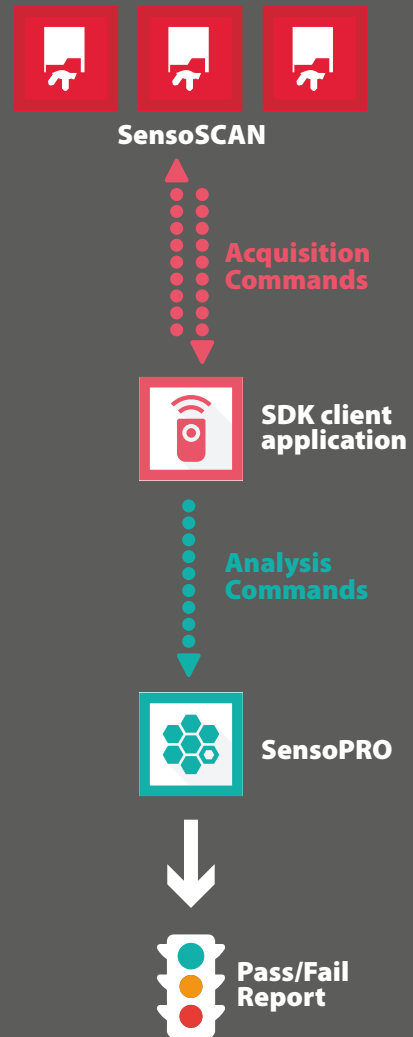 SensoSCAN
Acquisition
Commands
SDK client
application
Analysis
Commands
SensoPRO
Pass/Fail
Report